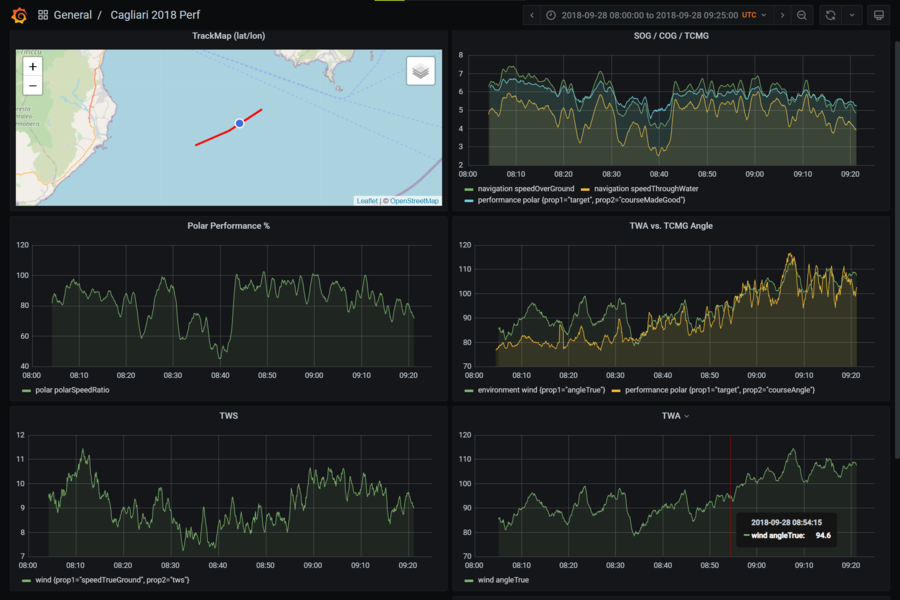 General / Cagliari 2018 Perf
2018-09-28 08:00:00 to 2018-09-28 09:25:00 UTC
TrackMap (lat/lon)
+
−
Leaflet | © OpenStreetMap
SOG / COG / TCMG
8
7
6
5
4
3
2
08:00 08:10 08:20 08:30 08:40 08:50 09:00 09:10 09:20
navigation speedOverGround navigation speedThroughWater
performance polar {prop1="target", prop2="courseMadeGood"}
Polar Performance %
120
100
80
60
40
08:00 08:10 08:20 08:30 08:40 08:50 09:00 09:10 09:20
polar polarSpeedRatio
TWA vs. TCMG Angle
120
110
100
90
80
70
08:00 08:10 08:20 08:30 08:40 08:50 09:00 09:10 09:20
environment wind {prop1="angleTrue"} performance polar {prop1="target", prop2="courseAngle"}
TWS
12
11
10
9
8
7
08:00 08:10 08:20 08:30 08:40 08:50 09:00 09:10 09:20
wind {prop1="speedTrueGround", prop2="tws"}
TWA
120
110
100
90
80
70
2018-09-28 08:54:15
wind angleTrue: 94.6
08:00 08:10 08:20 08:30 08:40 08:50 09:00 09:10 09:20
wind angleTrue